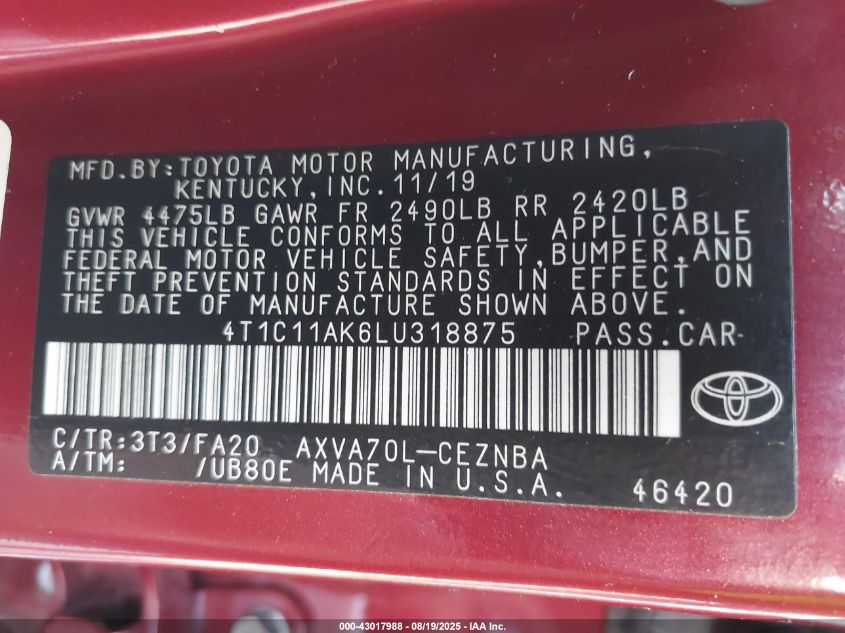 MFD.BY:TOYOTA MOTOR MANUFACTURING,
KENTUCKY,INC.11/19
GVWR 4475LB GAWR FR 2490LB RR 2420LB
THIS VEHICLE CONFORMS TO ALL APPLICABLE
FEDERAL MOTOR VEHICLE SAFETY,BUMPER,AND
THEFT PREVENTION STANDARDS IN EFFECT ON
THE DATE OF MANUFACTURE SHOWN ABOVE.
4T1C11AK6LU318875 PASS.CAR
C/TR:3T3/FA20 AXVA70L-CEZNBA
A/TM: /UB80E MADE IN U.S.A.
46420
000-43017988 - 08/19/2025 - IAA Inc.